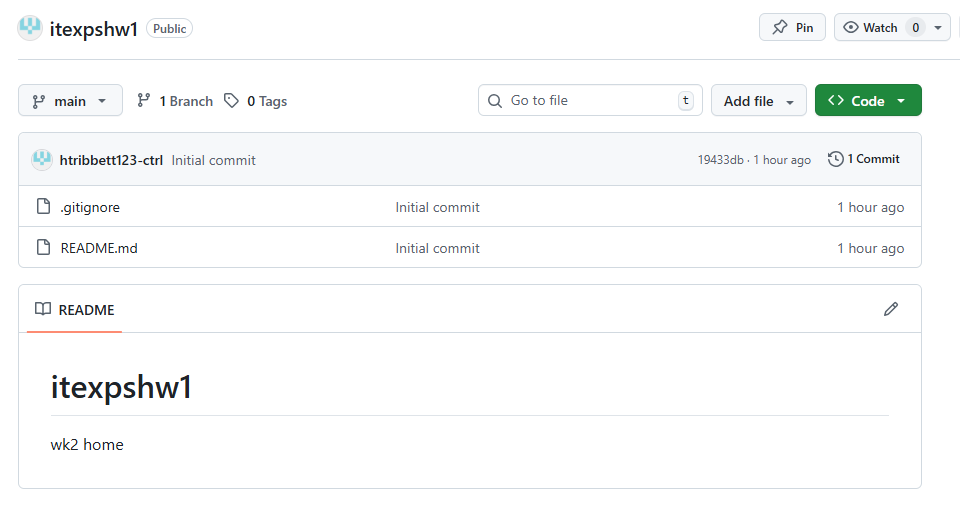 itexpshw1 Public Pin Watch 0
main 1 Branch 0 Tags Go to file t Add file Code
htribbett123-ctrl Initial commit 19433db · 1 hour ago 1 Commit
.gitignore Initial commit 1 hour ago
README.md Initial commit 1 hour ago
README
itexpshw1
wk2 home